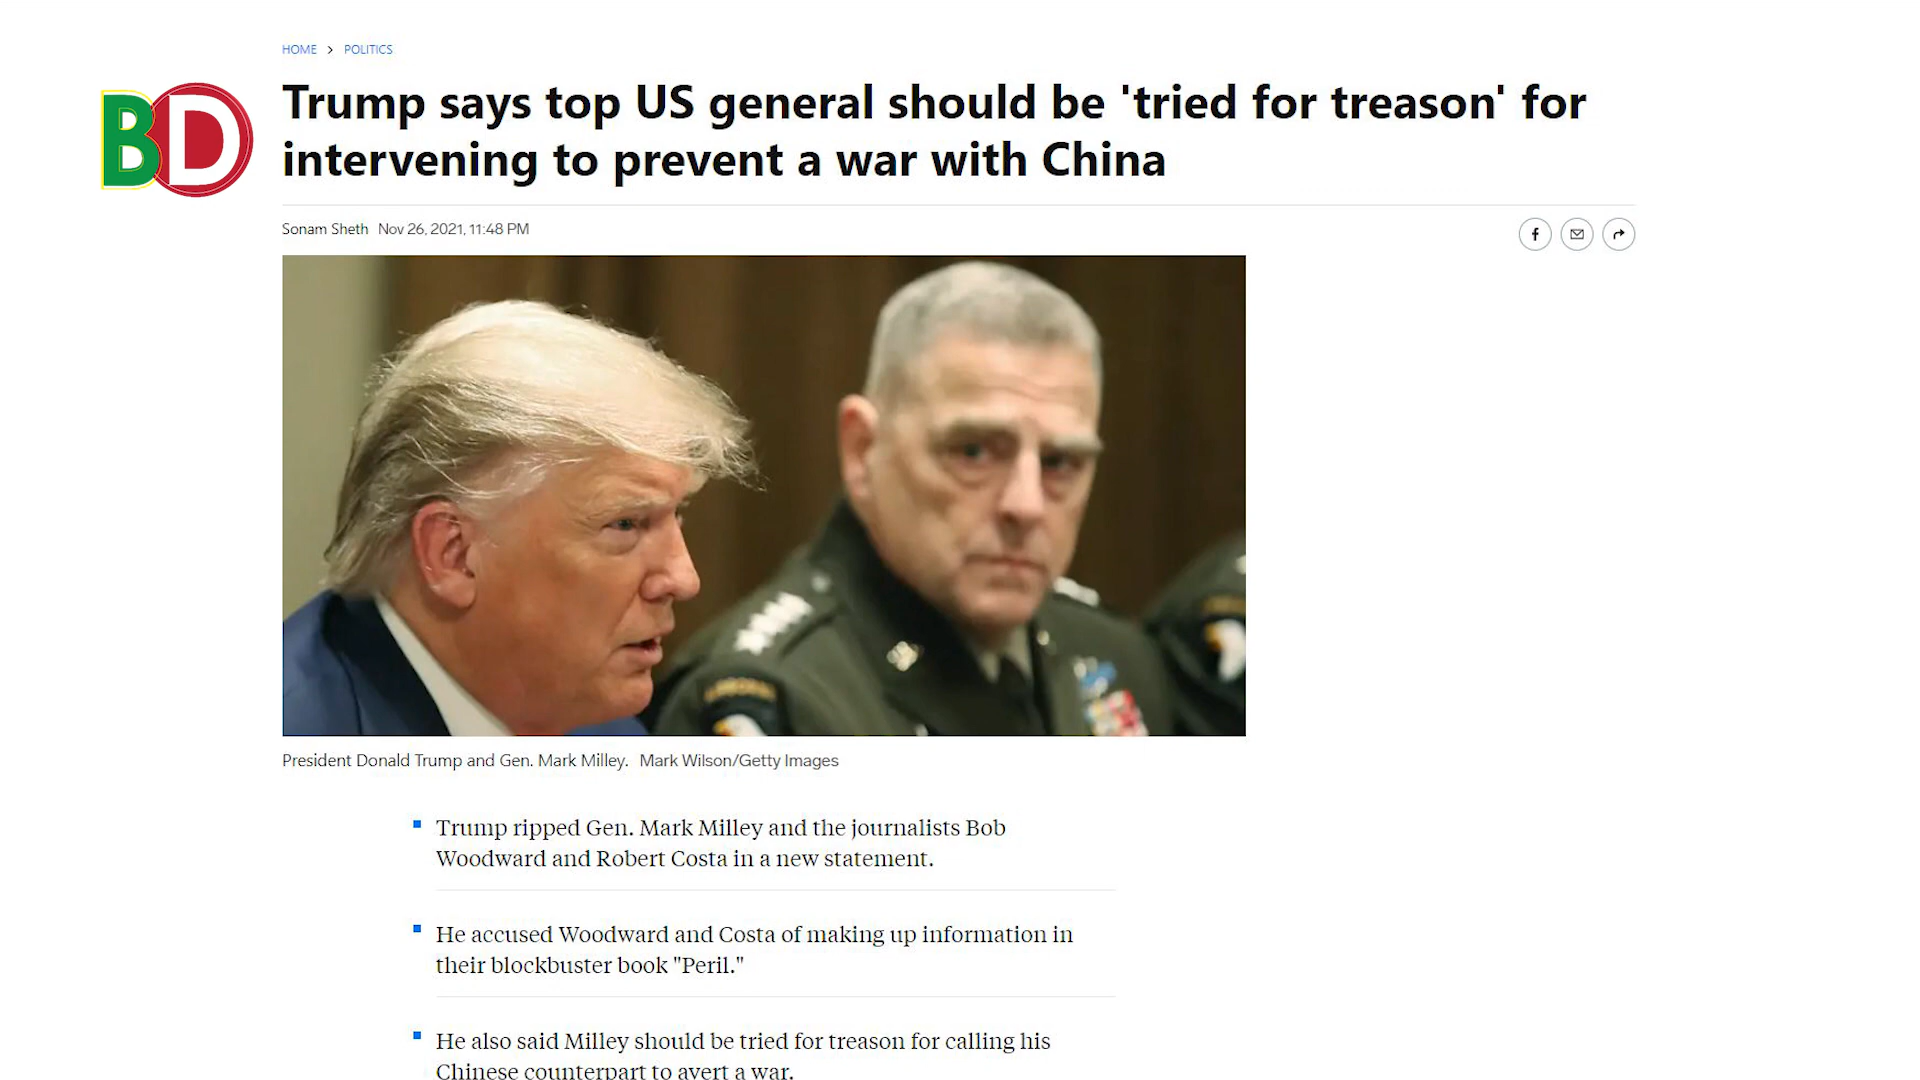 HOME > POLITICS
BD
Trump says top US general should be 'tried for treason' for
intervening to prevent a war with China
Sonam Sheth Nov 26, 2021, 11:48 PM
President Donald Trump and Gen. Mark Milley. Mark Wilson/Getty Images
Trump ripped Gen. Mark Milley and the journalists Bob
Woodward and Robert Costa in a new statement.
He accused Woodward and Costa of making up information in
their blockbuster book "Peril."
He also said Milley should be tried for treason for calling his
Chinese counterpart to avert a war.